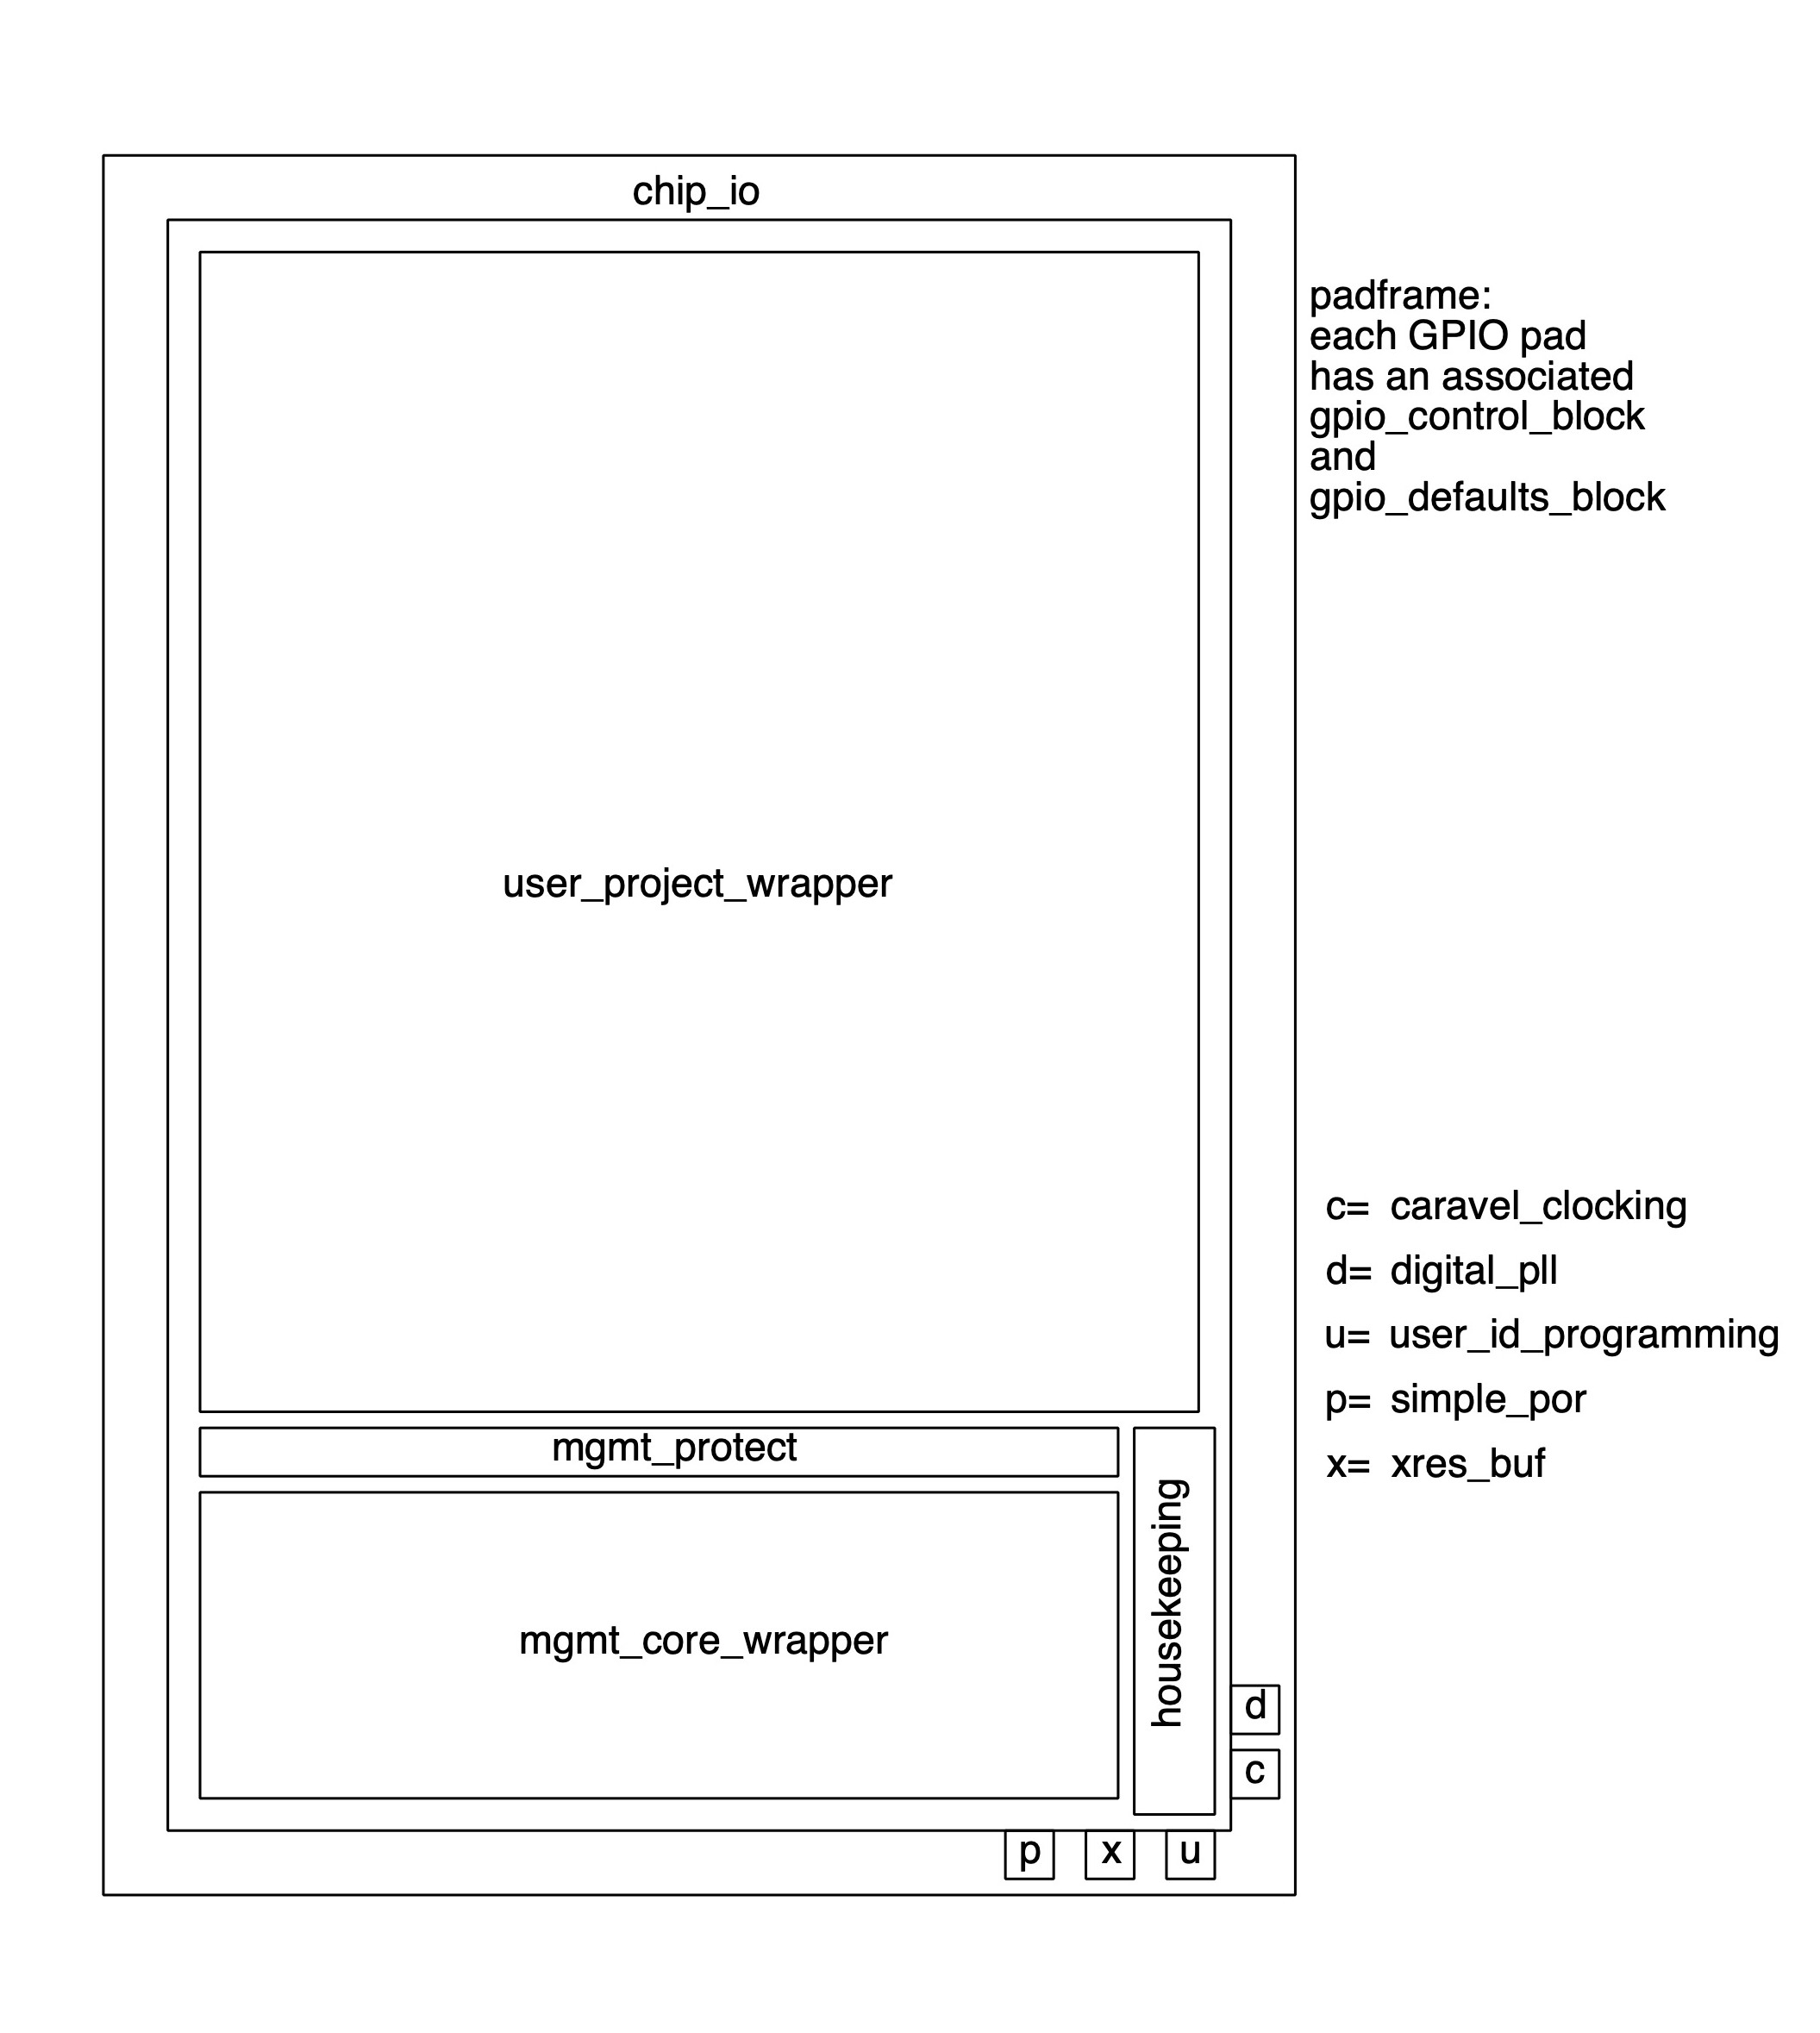 chip_io
padframe:
each GPIO pad
has an associated
gpio_control_block
and
gpio_defaults_block
user_project_wrapper
c= caravel_clocking
d= digital_pll
u= user_id_programming
p= simple_por
x= xres_buf
mgmt_protect
housekeeping
mgmt_core_wrapper
d
c
p
x
u